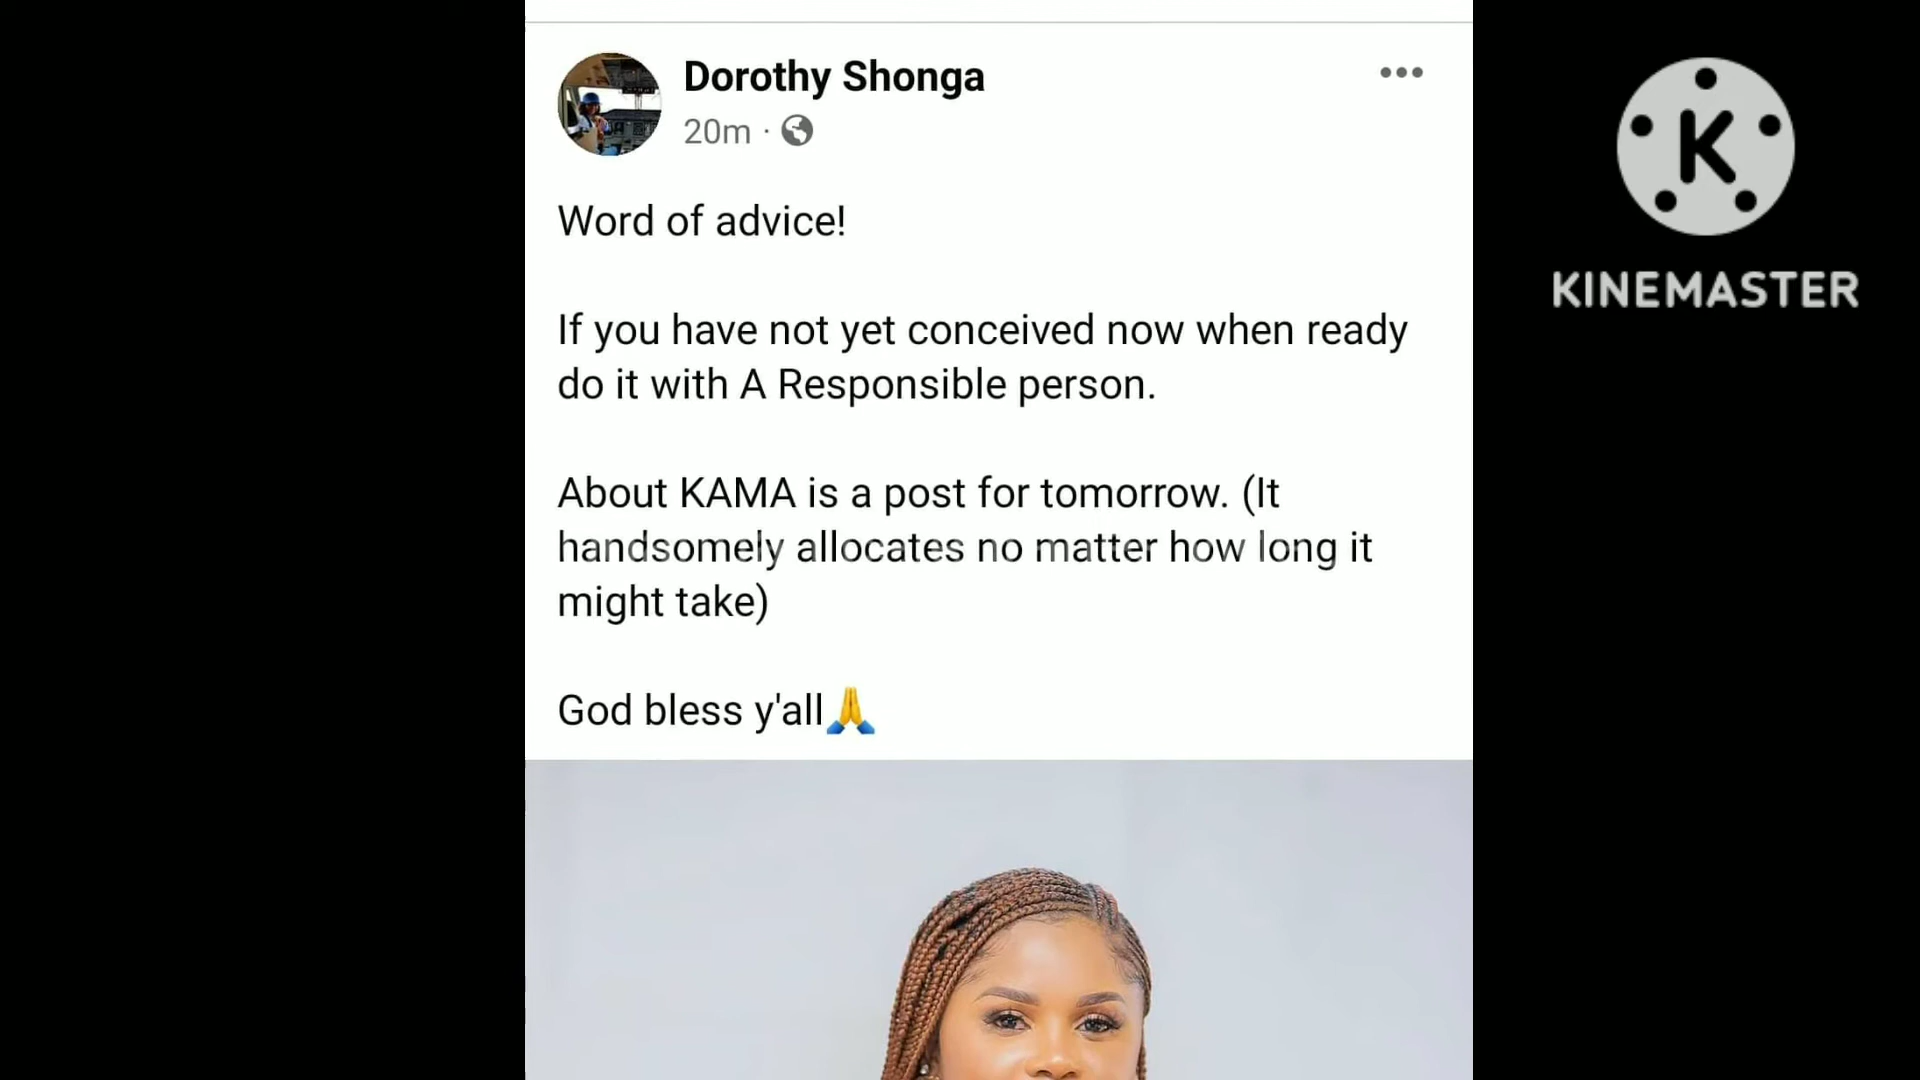 Dorothy Shonga
20m ·
Word of advice!
If you have not yet conceived now when ready
do it with A Responsible person.
About KAMA is a post for tomorrow. (It
handsomely allocates no matter how long it
might take)
God bless y'all🙏
K
KINEMASTER